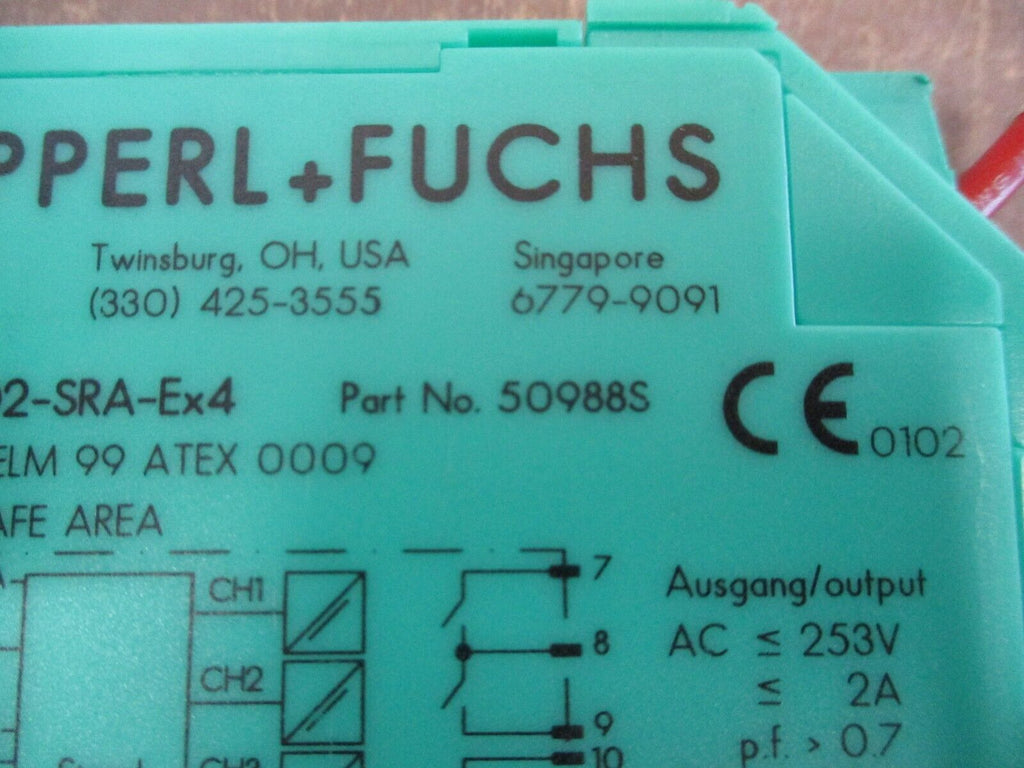 PPERL+FUCHS
Twinsburg, OH, USA
(330) 425-3555
Singapore
6779-9091
02-SRA-Ex4
Part No. 50988S
CE 0102
ELM 99 ATEX 0009
AFE AREA
CH1
CH2
7
8
9
10
Ausgang/output
AC ≤ 253V
≤ 2A
p.f. > 0.7